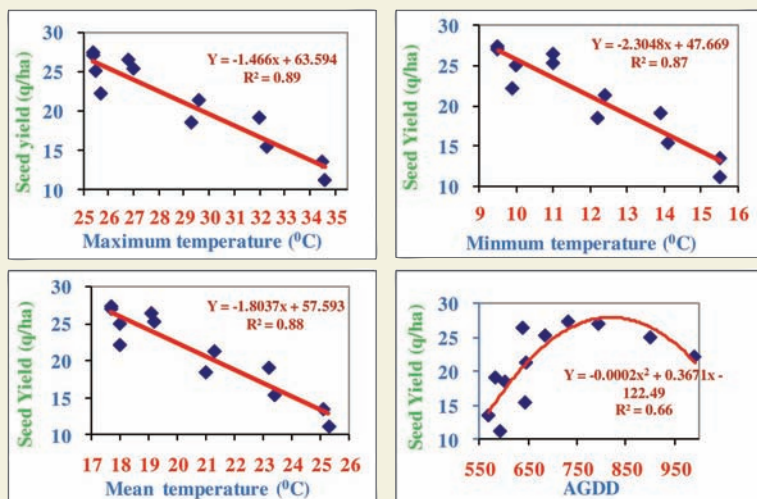 30
25
20
15
10
Seed yield (q/ha)
Y = -1.466x + 63.594
R² = 0.89
25 26 27 28 29 30 31 32 33 34 35
Maximum temperature (⁰C)
30
25
20
15
10
Seed Yield (q/ha)
Y = -2.3048x + 47.669
R² = 0.87
9 10 11 12 13 14 15 16
Minmum temperature (⁰C)
30
25
20
15
10
Seed Yield (q/ha)
Y = -1.8037x + 57.593
R² = 0.88
17 18 19 20 21 22 23 24 25 26
Mean temperature (⁰C)
30
25
20
15
10
Seed Yield (q/ha)
Y = -0.0002x² + 0.3671x -
122.49
R² = 0.66
550 650 750 850 950
AGDD